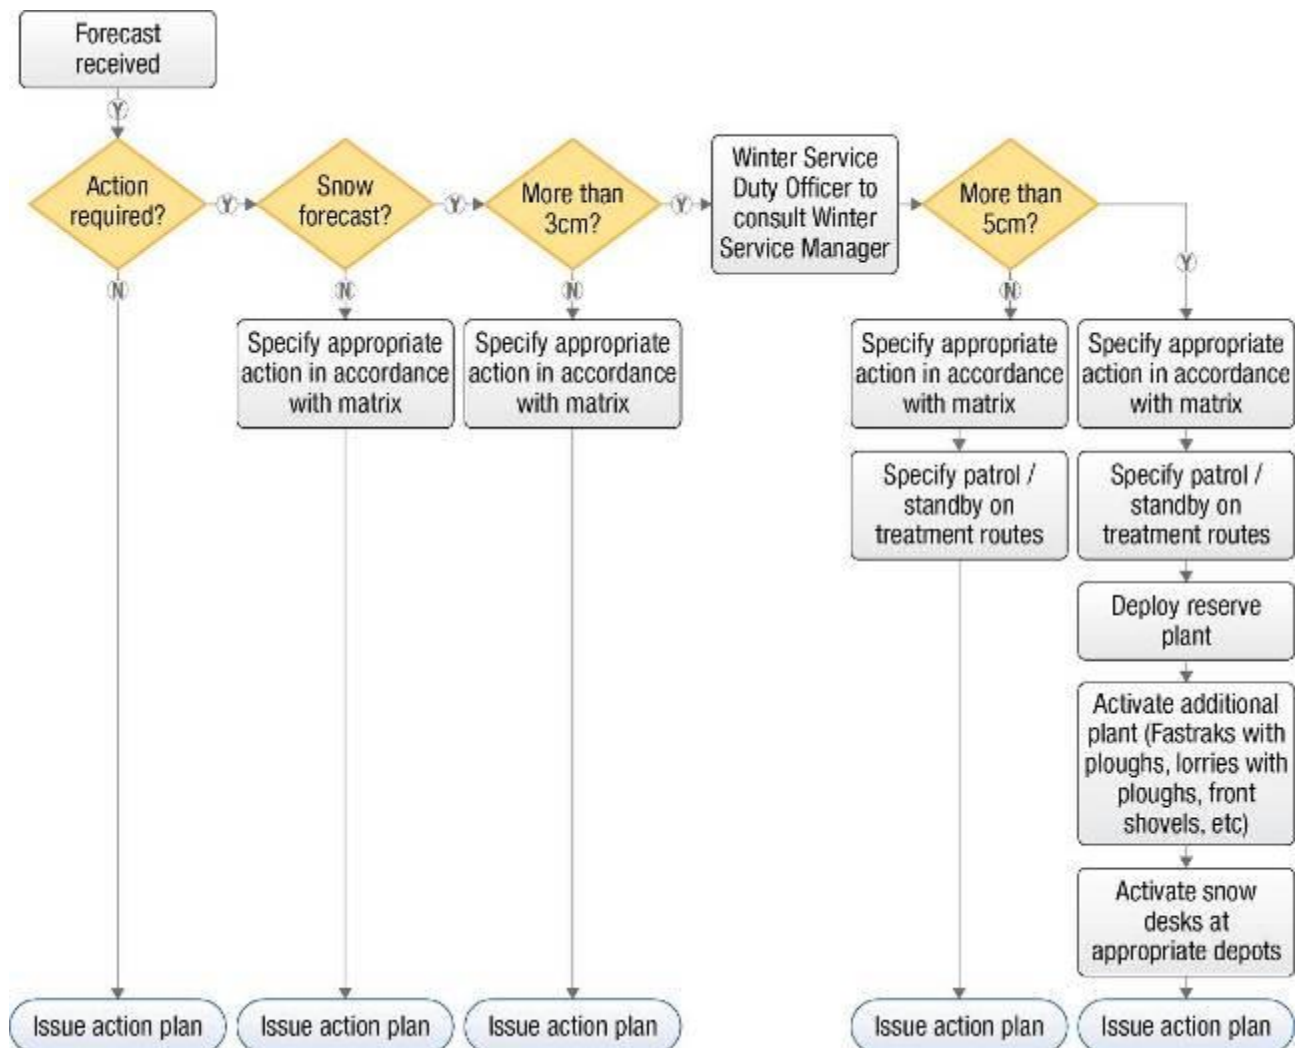 Forecast
received
Y
Action
required?
Y
Snow
forecast?
Y
More than
3cm?
Y
Winter Service
Duty Officer to
consult Winter
Service Manager
More than
5cm?
Y
N
N
N
N
Specify appropriate
action in accordance
with matrix
Specify appropriate
action in accordance
with matrix
Specify appropriate
action in accordance
with matrix
Specify appropriate
action in accordance
with matrix
Specify patrol /
standby on
treatment routes
Specify patrol /
standby on
treatment routes
Deploy reserve
plant
Activate additional
plant (Fastraks with
ploughs, lorries with
ploughs, front
shovels, etc)
Activate snow
desks at
appropriate depots
Issue action plan
Issue action plan
Issue action plan
Issue action plan
Issue action plan